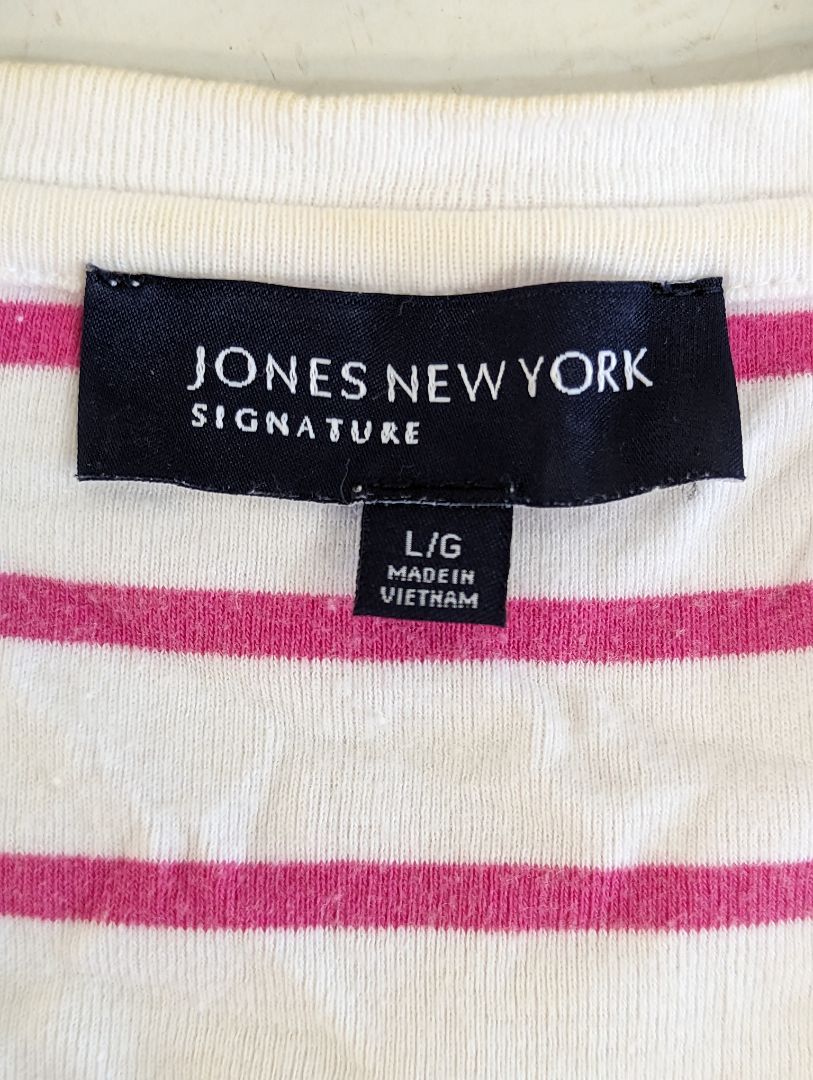 JONES NEW YORK
SIGNATURE
L/G
MADE IN
VIETNAM